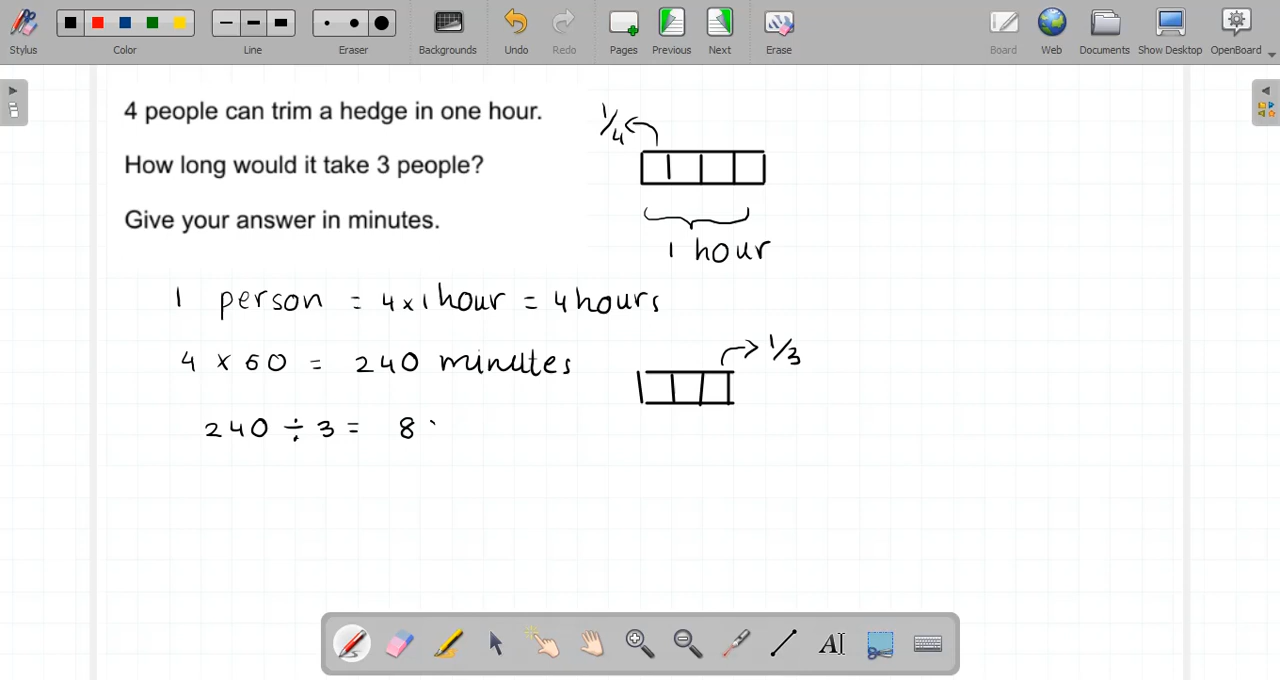 Stylus
Color
Line
Eraser
Backgrounds
Undo
Redo
Pages
Previous
Next
Erase
Board
Web
Documents
Show Desktop
OpenBoard
4 people can trim a hedge in one hour.
How long would it take 3 people?
Give your answer in minutes.
1/4
1 hour
1 person = 4 x 1 hour = 4 hours
4 x 60 = 240 minutes
1/3
240 ÷ 3 = 8
AI